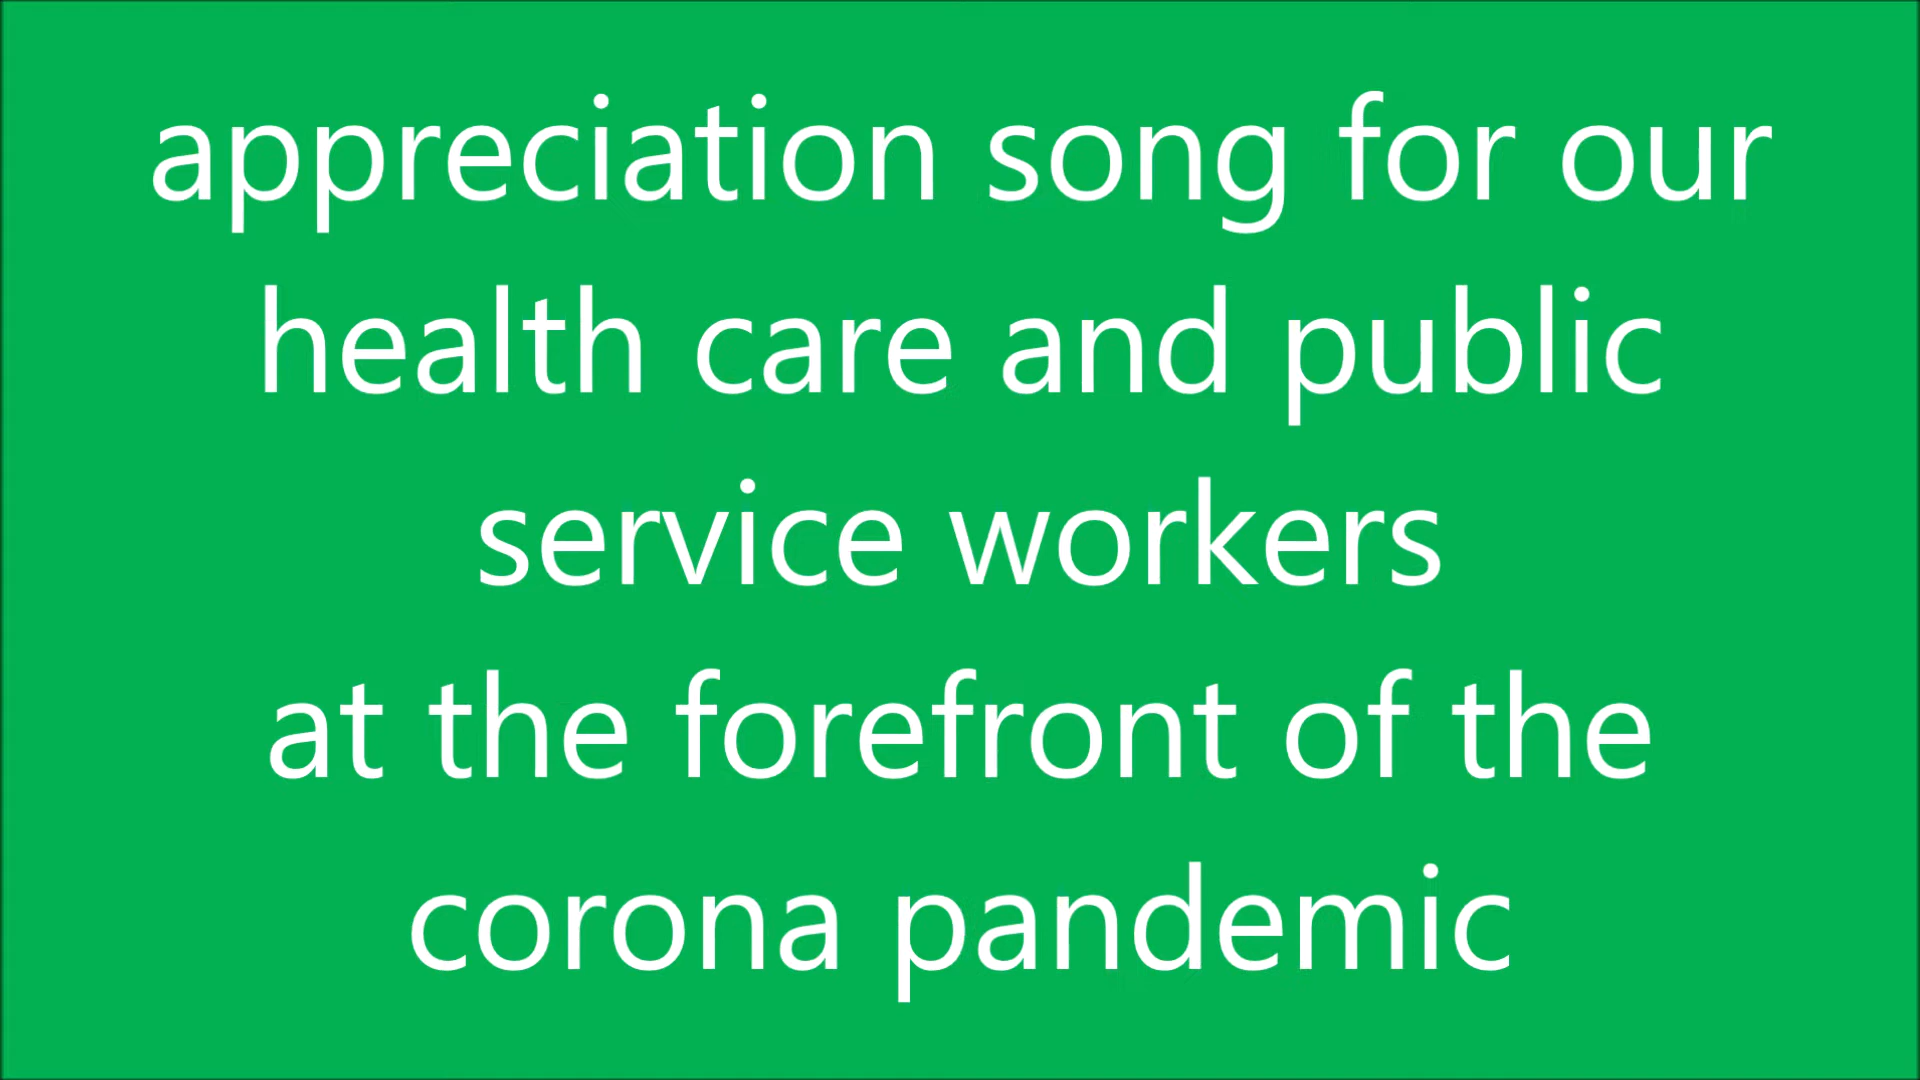 appreciation song for our
health care and public
service workers
at the forefront of the
corona pandemic